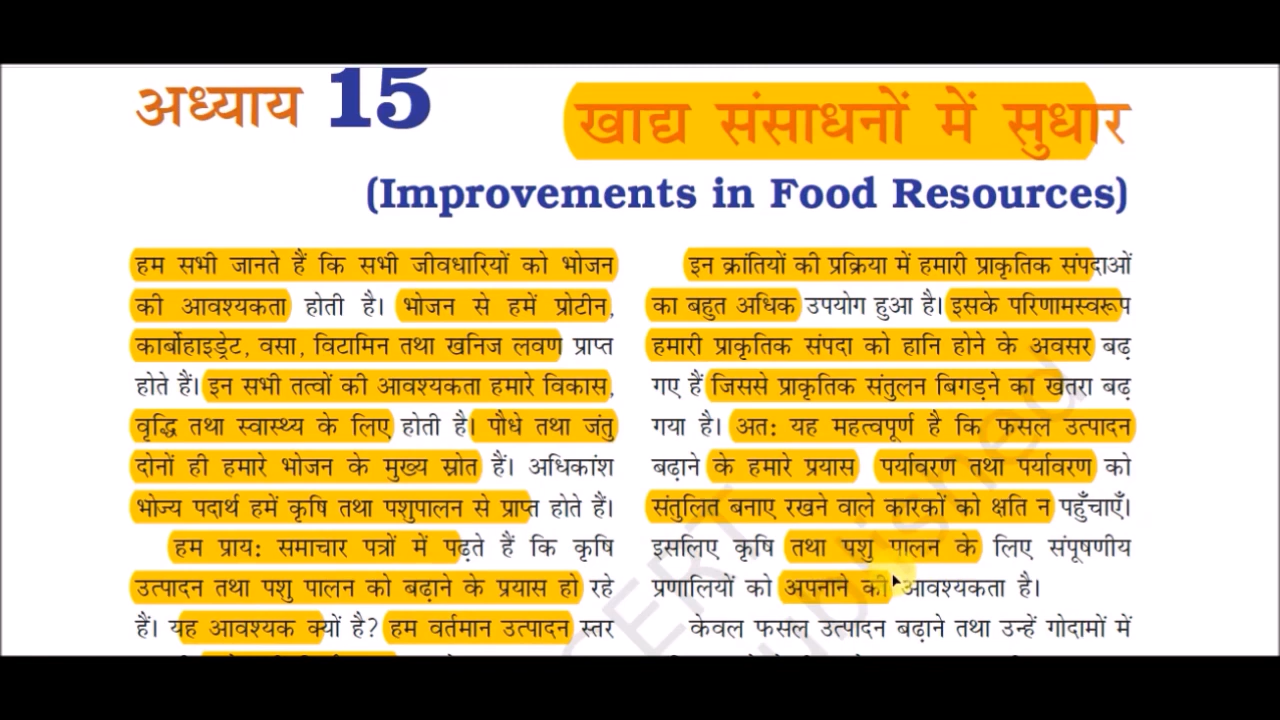 अध्याय 15
खाद्य संसाधनों में सुधार
(Improvements in Food Resources)
हम सभी जानते हैं कि सभी जीवधारियों को भोजन
की आवश्यकता होती है। भोजन से हमें प्रोटीन,
कार्बोहाइड्रेट, वसा, विटामिन तथा खनिज लवण प्राप्त
होते हैं। इन सभी तत्वों की आवश्यकता हमारे विकास,
वृद्धि तथा स्वास्थ्य के लिए होती है। पौधे तथा जंतु
दोनों ही हमारे भोजन के मुख्य स्रोत हैं। अधिकांश
भोज्य पदार्थ हमें कृषि तथा पशुपालन से प्राप्त होते हैं।
हम प्राय: समाचार पत्रों में पढ़ते हैं कि कृषि
उत्पादन तथा पशु पालन को बढ़ाने के प्रयास हो रहे
हैं। यह आवश्यक क्यों है? हम वर्तमान उत्पादन स्तर
इन क्रांतियों की प्रक्रिया में हमारी प्राकृतिक संपदाओं
का बहुत अधिक उपयोग हुआ है। इसके परिणामस्वरूप
हमारी प्राकृतिक संपदा को हानि होने के अवसर बढ़
गए हैं जिससे प्राकृतिक संतुलन बिगड़ने का खतरा बढ़
गया है। अत: यह महत्वपूर्ण है कि फसल उत्पादन
बढ़ाने के हमारे प्रयास पर्यावरण तथा पर्यावरण को
संतुलित बनाए रखने वाले कारकों को क्षति न पहुँचाएँ।
इसलिए कृषि तथा पशु पालन के लिए संपूषणीय
प्रणालियों को अपनाने की आवश्यकता है।
केवल फसल उत्पादन बढ़ाने तथा उन्हें गोदामों में